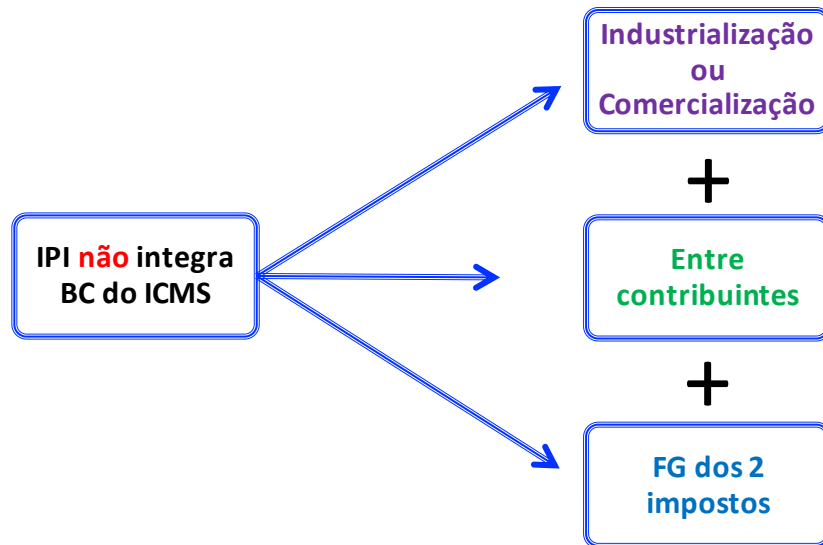 IPI não integra
BC do ICMS
Industrialização
ou
Comercialização
+
Entre
contribuintes
+
FG dos 2
impostos